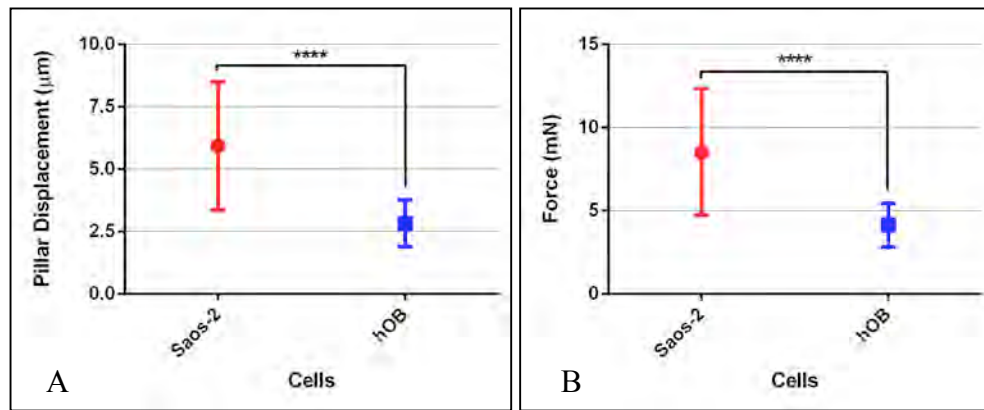 10.0
7.5
5.0
2.5
0.0
Pillar Displacement (μm)
****
Saos-2
hOB
Cells
A
15
10
5
0
Force (mN)
****
Saos-2
hOB
Cells
B